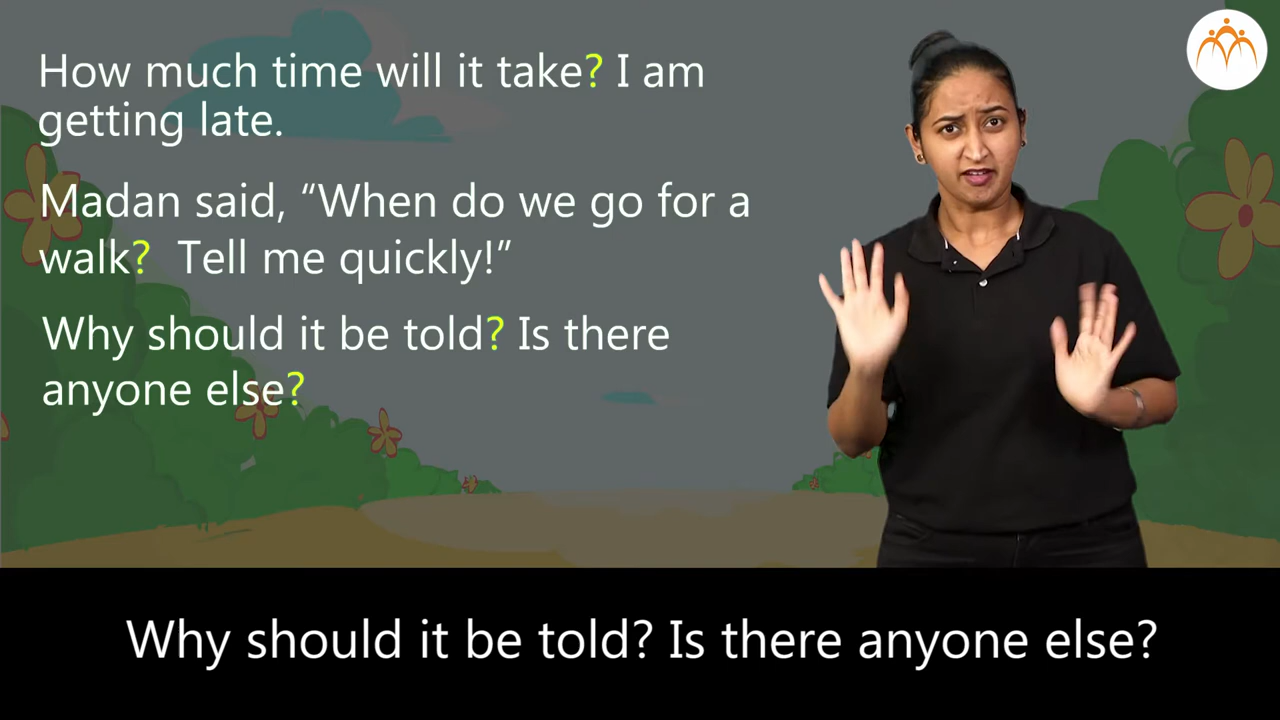 How much time will it take? I am
getting late.
Madan said, “When do we go for a
walk? Tell me quickly!”
Why should it be told? Is there
anyone else?
Why should it be told? Is there anyone else?